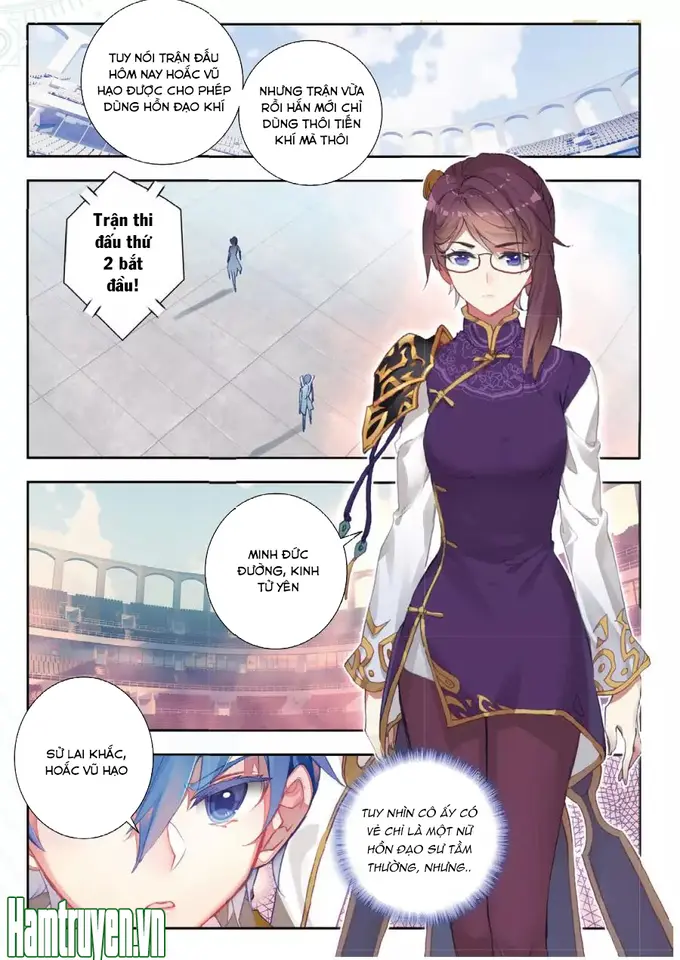 TUY NÓI TRẬN ĐẤU
HÔM NAY HOẮC VŨ
HẠO ĐƯỢC CHO PHÉP
DÙNG HỒN ĐẠO KHÍ
NHƯNG TRẬN VỪA
RỒI HẮN MỚI CHỈ
DÙNG THÔI TIẾN
KHÍ MÀ THÔI
Trận thi
đấu thứ
2 bắt
đầu!
MINH ĐỨC
ĐƯỜNG, KINH
TỬ YÊN
SỬ LAI KHẮC,
HOẮC VŨ HẠO
TUY NHÌN CÔ ẤY CÓ
VẺ CHỈ LÀ MỘT NỮ
HỒN ĐẠO SƯ TẦM
THƯỜNG, NHƯNG..
Hamtruyen.vn